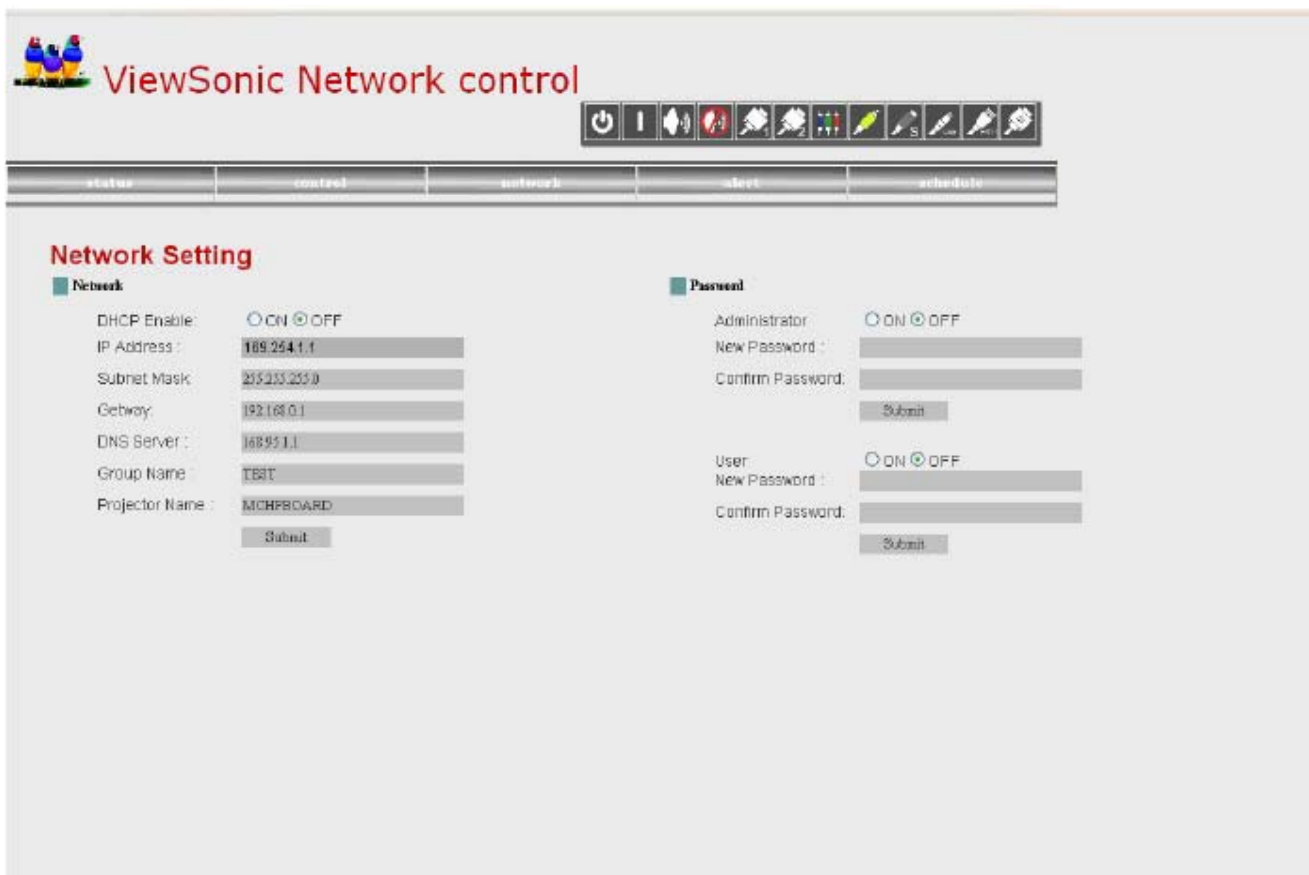 ViewSonic Network control
status control network alert schedule
Network Setting
Network
DHCP Enable: ON OFF
IP Address : 169.254.1.1
Subnet Mask 255.255.255.0
Getway: 192.168.0.1
DNS Server : 168.95.1.1
Group Name TEST
Projector Name : MCHPBOARD
Submit
Password
Administrator ON OFF
New Password :
Confirm Password:
Submit
User ON OFF
New Password :
Confirm Password:
Submit